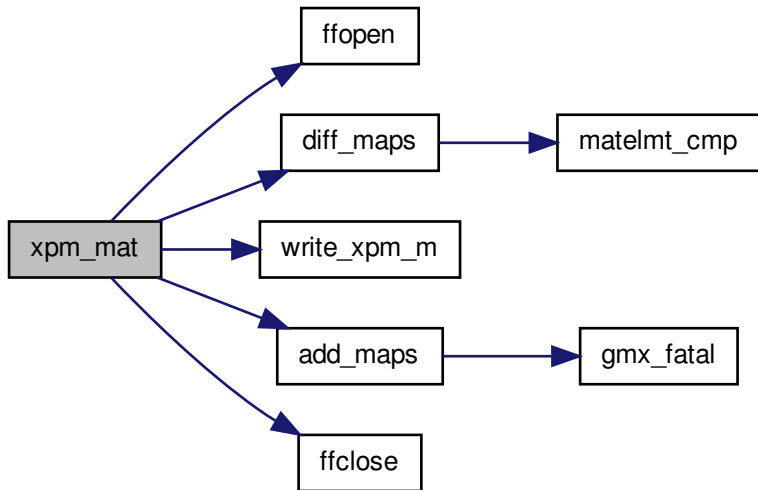 ffopen
diff_maps
matelmt_cmp
xpm_mat
write_xpm_m
add_maps
gmx_fatal
ffclose